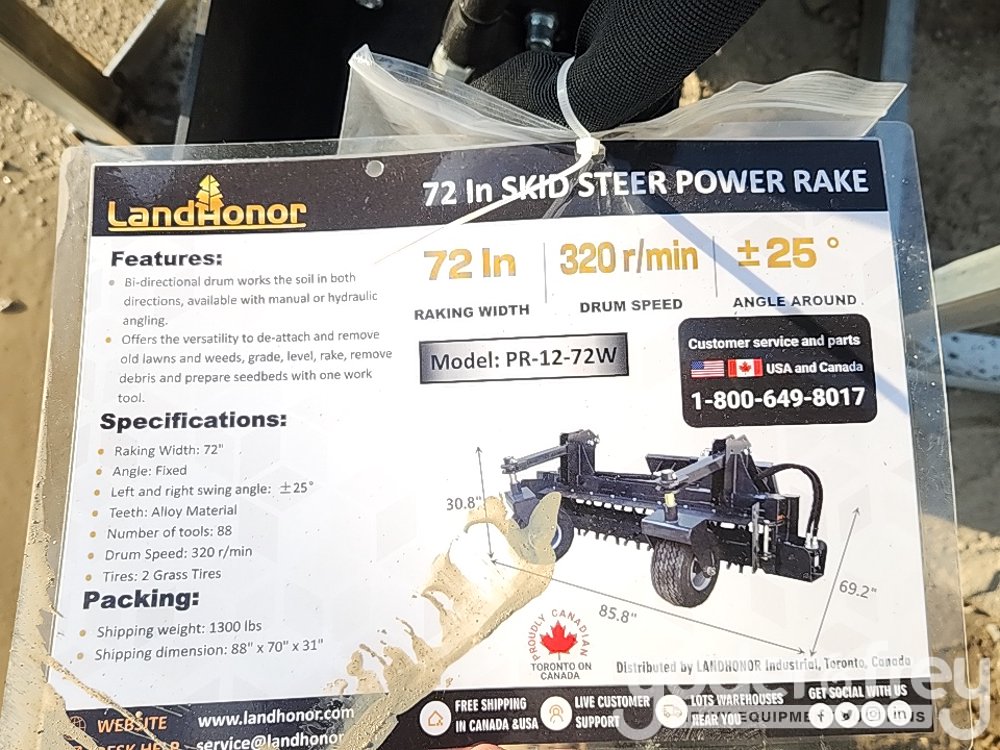 LandHonor
72 In SKID STEER POWER RAKE
Features:
Bi-directional drum works the soil in both
directions, available with manual or hydraulic
angling.
Offers the versatility to de-attach and remove
old lawns and weeds, grade, level, rake, remove
debris and prepare seedbeds with one work
tool.
72 In
RAKING WIDTH
320 r/min
DRUM SPEED
±25°
ANGLE AROUND
Model: PR-12-72W
Customer service and parts
USA and Canada
1-800-649-8017
Specifications:
Raking Width: 72"
Angle: Fixed
Left and right swing angle: ±25°
Teeth: Alloy Material
Number of tools: 88
Drum Speed: 320 r/min
Tires: 2 Grass Tires
Packing:
Shipping weight: 1300 lbs
Shipping dimension: 88" x 70" x 31"
30.8"
85.8"
69.2"
PROUDLY CANADIAN
TORONTO ON
CANADA
Distributed by LANDHONOR Industrial, Toronto, Canada
WEBSITE
www.landhonor.com
DESK HELP
service@landhonor
FREE SHIPPING
IN CANADA &USA
LIVE CUSTOMER
SUPPORT
LOTS WAREHOUSES
NEAR YOU
GET SOCIAL WITH US